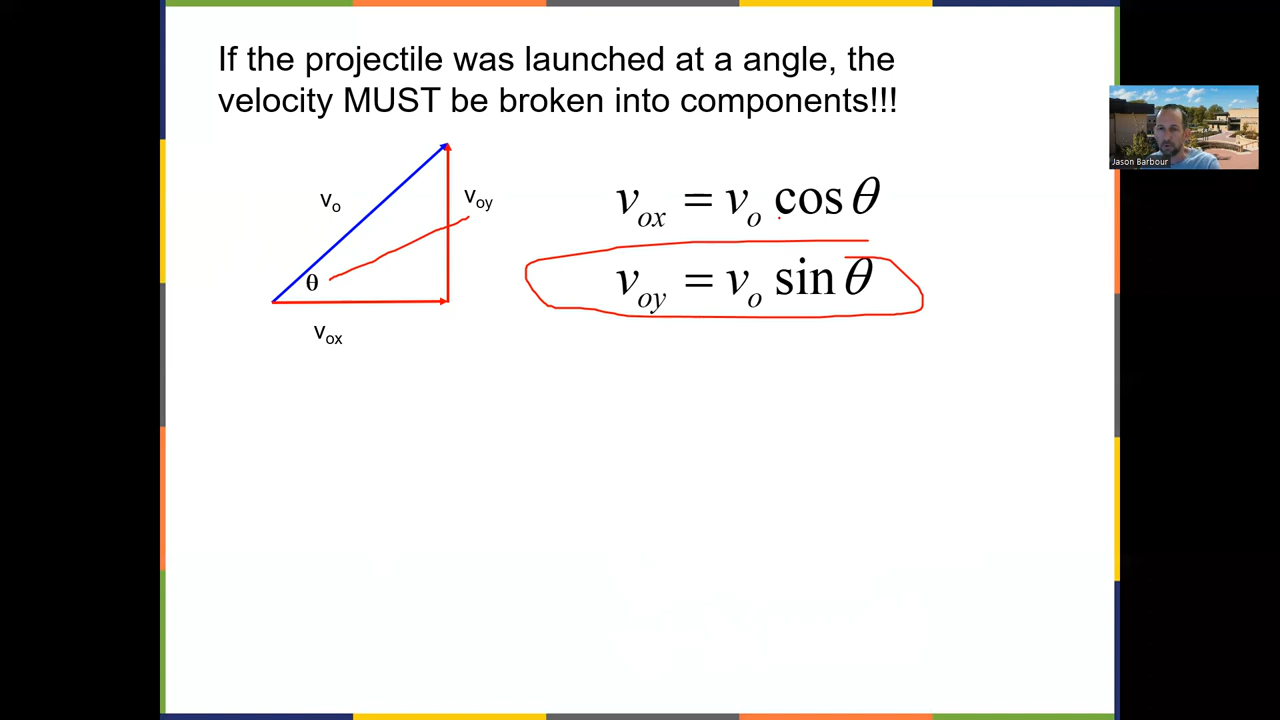 If the projectile was launched at a angle, the
velocity MUST be broken into components!!!
vo
voy
θ
vox
vox = vo cos θ
voy = vo sin θ
Jason Barbour